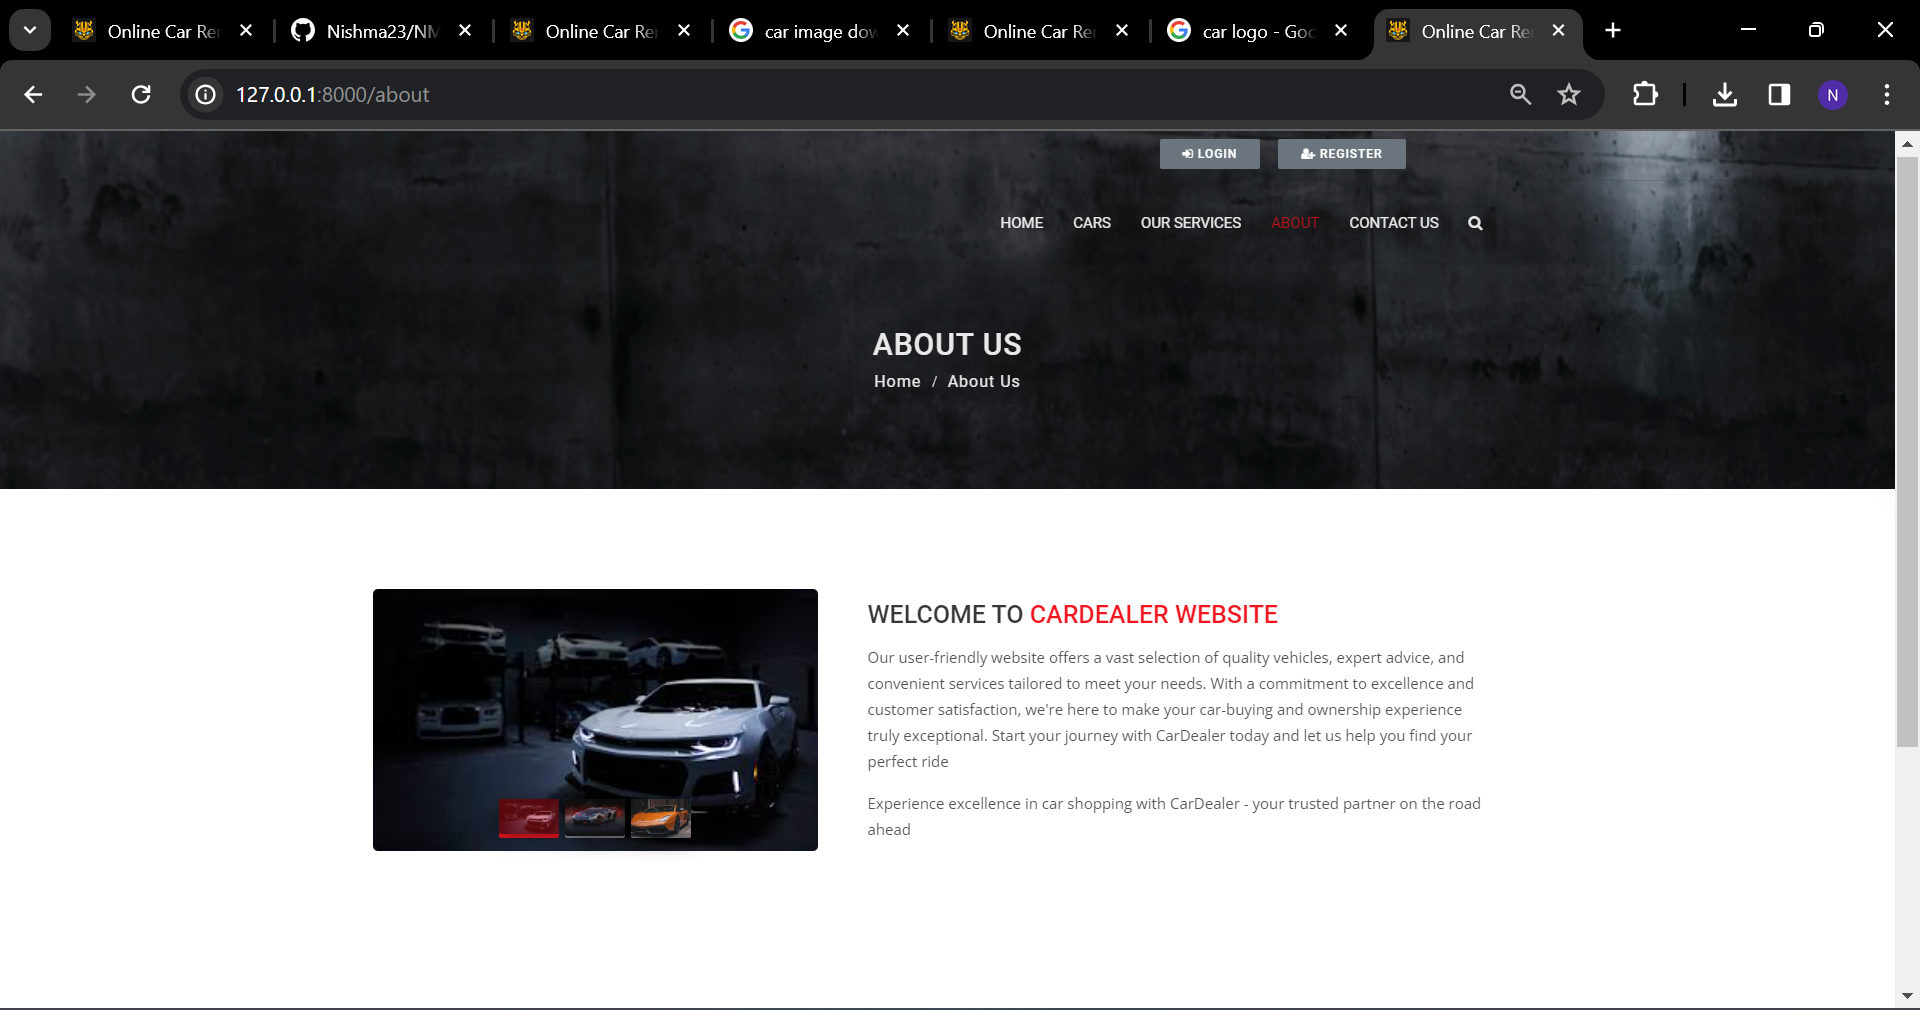 Online Car Re
Nishma23/NM
Online Car Re
car image dow
Online Car Re
car logo - Goo
Online Car Re
127.0.0.1:8000/about
N
LOGIN
REGISTER
HOME CARS OUR SERVICES ABOUT CONTACT US
ABOUT US
Home / About Us
WELCOME TO CARDEALER WEBSITE
Our user-friendly website offers a vast selection of quality vehicles, expert advice, and
convenient services tailored to meet your needs. With a commitment to excellence and
customer satisfaction, we're here to make your car-buying and ownership experience
truly exceptional. Start your journey with CarDealer today and let us help you find your
perfect ride
Experience excellence in car shopping with CarDealer - your trusted partner on the road
ahead